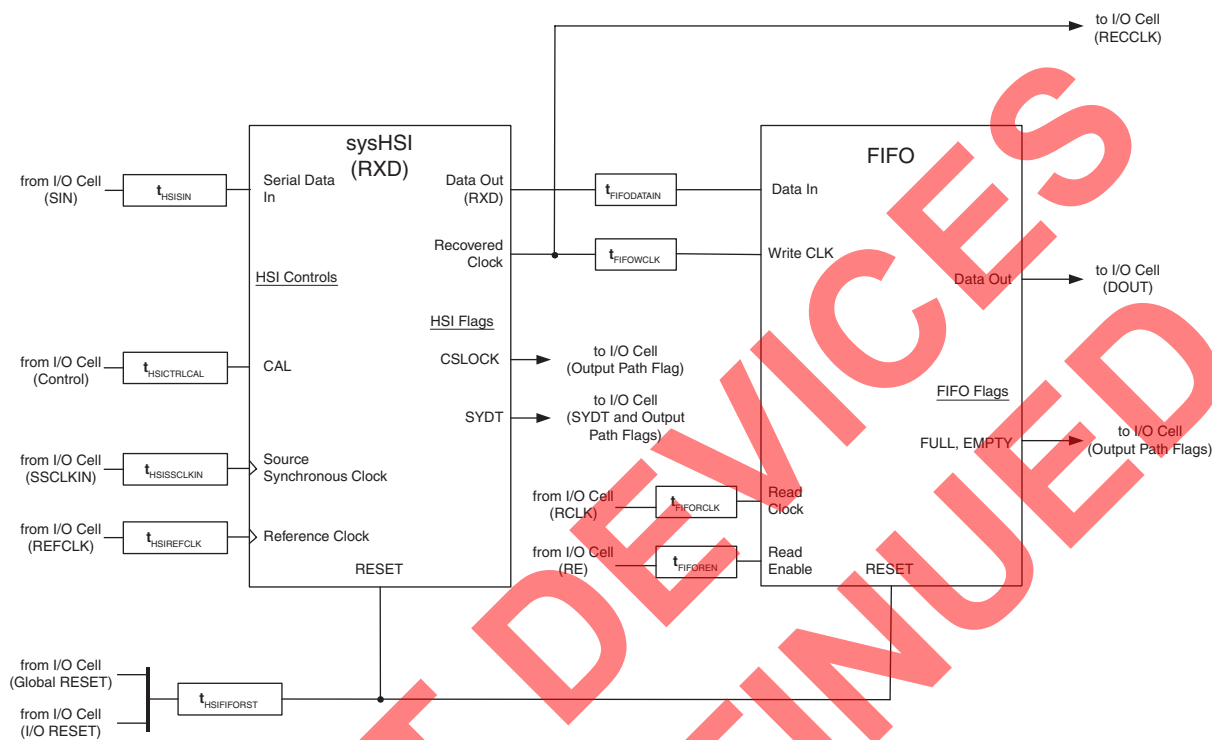 to I/O Cell
(RECCLK)
sysHSI
(RXD)
FIFO
from I/O Cell
(SIN)
tHSISIN
Serial Data
In
Data Out
(RXD)
tFIFODATAIN
Data In
Recovered
Clock
tFIFOWCLK
Write CLK
HSI Controls
Data Out
to I/O Cell
(DOUT)
HSI Flags
from I/O Cell
(Control)
tHSICTRLCAL
CAL
CSLOCK
to I/O Cell
(Output Path Flag)
SYDT
to I/O Cell
(SYDT and Output
Path Flags)
FIFO Flags
FULL, EMPTY
to I/O Cell
(Output Path Flags)
from I/O Cell
(SSCLKIN)
tHSISSCLKIN
Source
Synchronous Clock
from I/O Cell
(RCLK)
tFIFORCLK
Read
Clock
from I/O Cell
(REFCLK)
tHSIREFCLK
Reference Clock
from I/O Cell
(RE)
tFIFOREN
Read
Enable
RESET
RESET
from I/O Cell
(Global RESET)
from I/O Cell
(I/O RESET)
tHSIFIFORST
T DEVICES
INUED